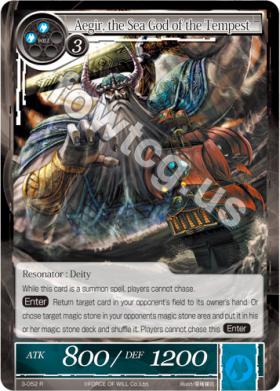 Aegir, the Sea God of the Tempest
WILL
3
fowtcg.us
Resonator : Deity
While this card is a summon spell, players cannot chase.
Enter Return target card in your opponent's field to its owner's hand. Or
chose target magic stone in your opponents magic stone area and put it in his
or her magic stone deck and shuffle it. Players cannot chase this Enter.
ATK 800/ DEF 1200
3-052 R ©FORCE OF WILL Co.,Ltd.